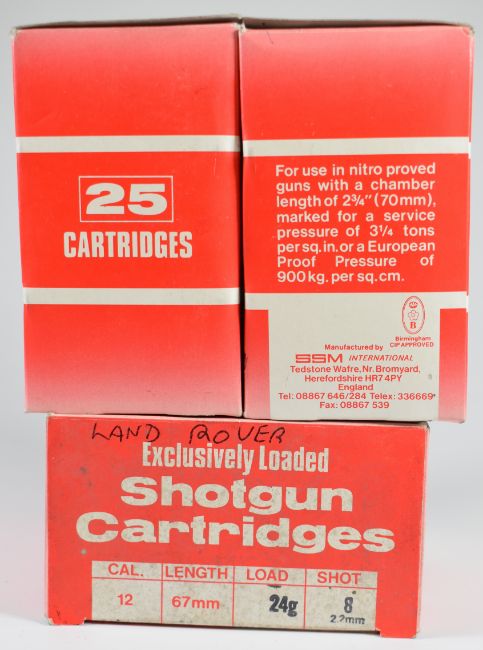 25
CARTRIDGES
For use in nitro proved
guns with a chamber
length of 2¾" (70mm),
marked for a service
pressure of 3¼ tons
per sq. in. or a European
Proof Pressure of
900kg. per sq. cm.
B
Birmingham
CIP APPROVED
Manufactured by
SSM INTERNATIONAL
Tedstone Wafre, Nr. Bromyard,
Herefordshire HR7 4PY
England
Tel: 08867 646/284 Telex: 336669
Fax: 08867 539
LAND ROVER
Exclusively Loaded
Shotgun
Cartridges
CAL. LENGTH LOAD SHOT
12 67mm 24g 8
2.2mm